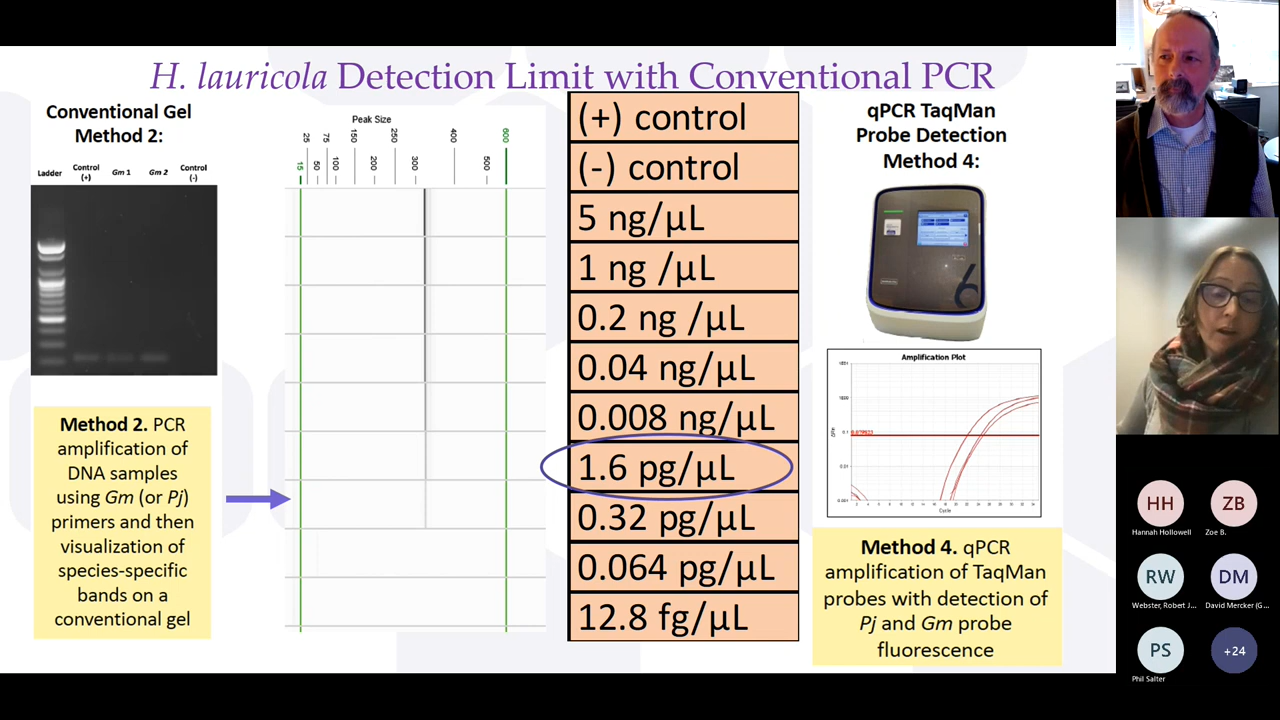 H. lauricola Detection Limit with Conventional PCR
Conventional Gel
Method 2:
Ladder
Control
(+)
Gm 1
Gm 2
Control
(-)
Method 2. PCR
amplification of
DNA samples
using Gm (or Pj)
primers and then
visualization of
species-specific
bands on a
conventional gel
Peak Size
15
25
50
75
100
150
200
250
300
400
500
600
(+) control
(-) control
5 ng/µL
1 ng /µL
0.2 ng /µL
0.04 ng/µL
0.008 ng/µL
1.6 pg/µL
0.32 pg/µL
0.064 pg/µL
12.8 fg/µL
qPCR TaqMan
Probe Detection
Method 4:
6
Amplification Plot
Cycle
Method 4. qPCR
amplification of TaqMan
probes with detection of
Pj and Gm probe
fluorescence
HH
Hannah Hollowell
ZB
Zoe B.
RW
Webster, Robert J...
DM
David Mercker (G...
PS
Phil Salter
+24